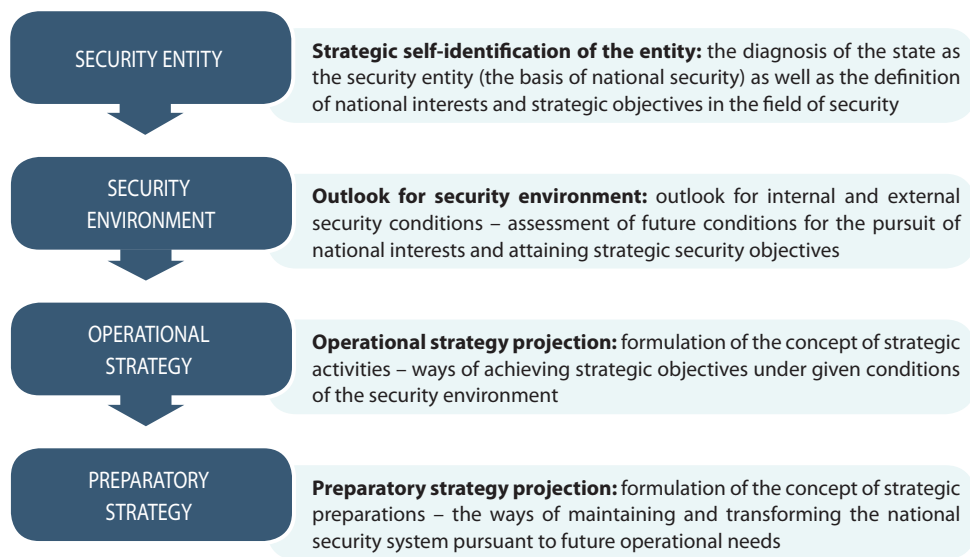 SECURITY ENTITY
Strategic self-identification of the entity: the diagnosis of the state as
the security entity (the basis of national security) as well as the definition
of national interests and strategic objectives in the field of security
SECURITY
ENVIRONMENT
Outlook for security environment: outlook for internal and external
security conditions – assessment of future conditions for the pursuit of
national interests and attaining strategic security objectives
OPERATIONAL
STRATEGY
Operational strategy projection: formulation of the concept of strategic
activities – ways of achieving strategic objectives under given conditions
of the security environment
PREPARATORY
STRATEGY
Preparatory strategy projection: formulation of the concept of strategic
preparations – the ways of maintaining and transforming the national
security system pursuant to future operational needs